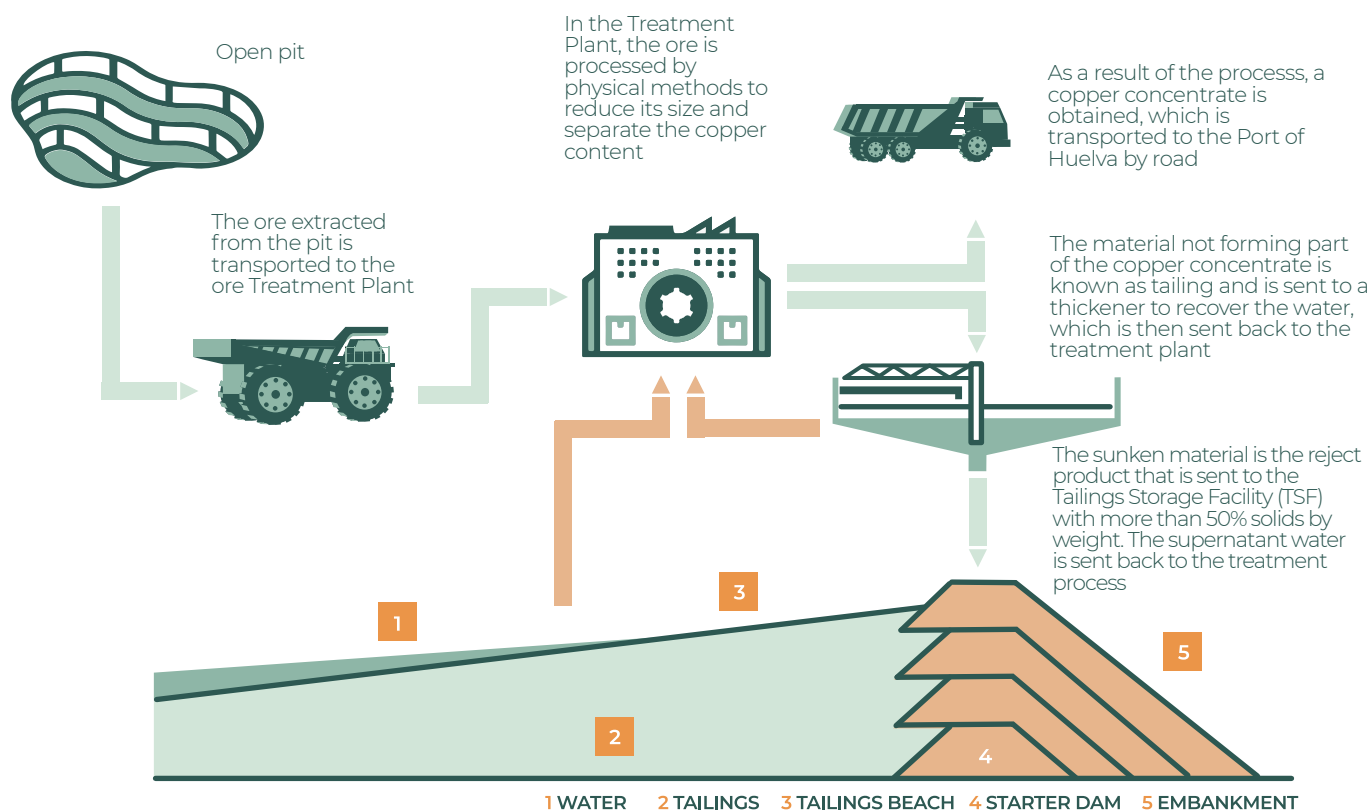 Open pit
In the Treatment
Plant, the ore is
processed by
physical methods to
reduce its size and
separate the copper
content
As a result of the processs, a
copper concentrate is
obtained, which is
transported to the Port of
Huelva by road
The ore extracted
from the pit is
transported to the
ore Treatment Plant
The material not forming part
of the copper concentrate is
known as tailing and is sent to a
thickener to recover the water,
which is then sent back to the
treatment plant
The sunken material is the reject
product that is sent to the
Tailings Storage Facility (TSF)
with more than 50% solids by
weight. The supernatant water
is sent back to the treatment
process
3
1
5
2
4
1 WATER 2 TAILINGS 3 TAILINGS BEACH 4 STARTER DAM 5 EMBANKMENT